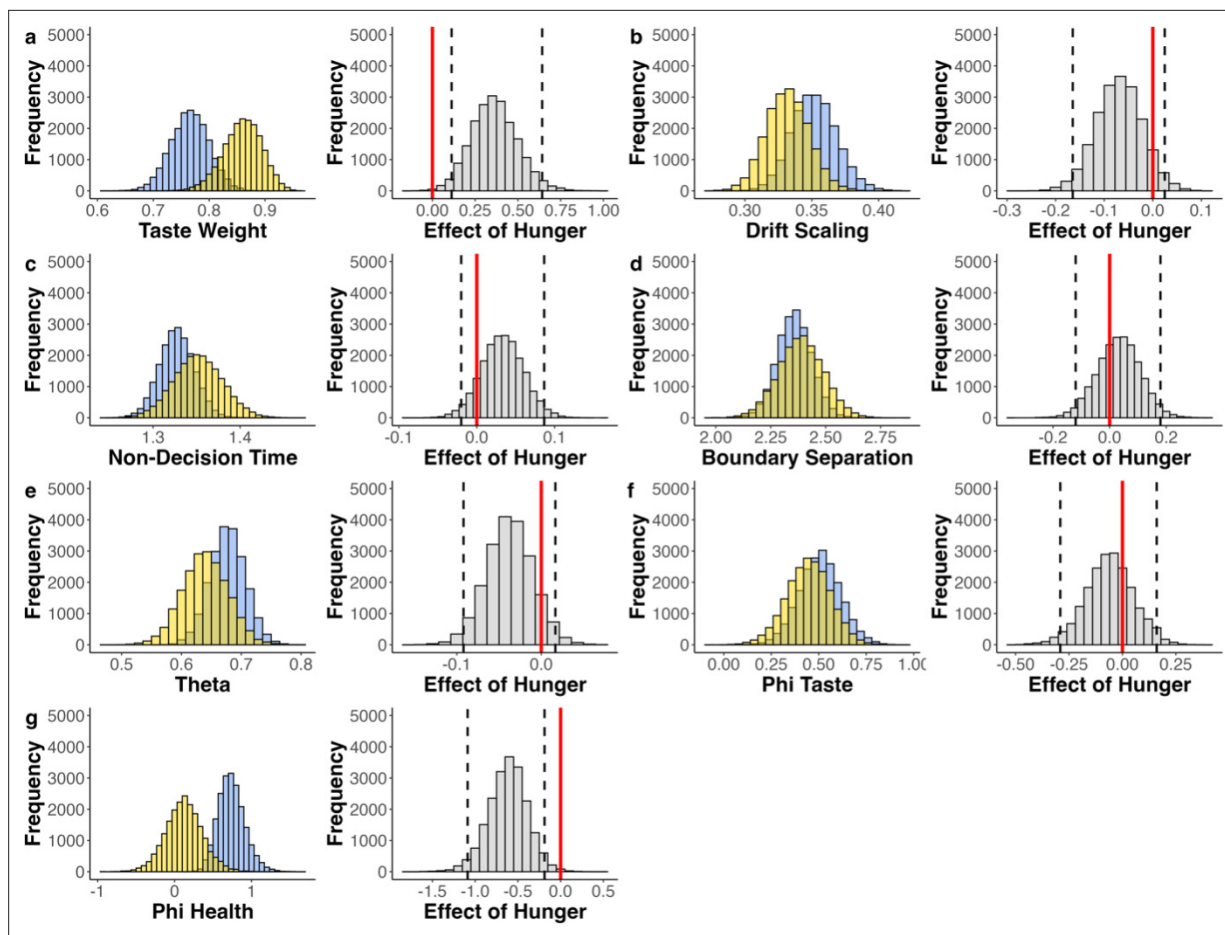 a
5000
4000
3000
2000
1000
0
Frequency
0.6 0.7 0.8 0.9
Taste Weight
5000
4000
3000
2000
1000
0
Frequency
0.00 0.25 0.50 0.75 1.00
Effect of Hunger
b
5000
4000
3000
2000
1000
0
Frequency
0.30 0.35 0.40
Drift Scaling
5000
4000
3000
2000
1000
0
Frequency
-0.3 -0.2 -0.1 0.0 0.1
Effect of Hunger
c
5000
4000
3000
2000
1000
0
Frequency
1.3 1.4
Non-Decision Time
5000
4000
3000
2000
1000
0
Frequency
-0.1 0.0 0.1
Effect of Hunger
d
5000
4000
3000
2000
1000
0
Frequency
2.00 2.25 2.50 2.75
Boundary Separation
5000
4000
3000
2000
1000
0
Frequency
-0.2 0.0 0.2
Effect of Hunger
e
5000
4000
3000
2000
1000
0
Frequency
0.5 0.6 0.7 0.8
Theta
5000
4000
3000
2000
1000
0
Frequency
-0.1 0.0
Effect of Hunger
f
5000
4000
3000
2000
1000
0
Frequency
0.00 0.25 0.50 0.75 1.00
Phi Taste
5000
4000
3000
2000
1000
0
Frequency
-0.50 -0.25 0.00 0.25
Effect of Hunger
g
5000
4000
3000
2000
1000
0
Frequency
-1 0 1
Phi Health
5000
4000
3000
2000
1000
0
Frequency
-1.5 -1.0 -0.5 0.0 0.5
Effect of Hunger